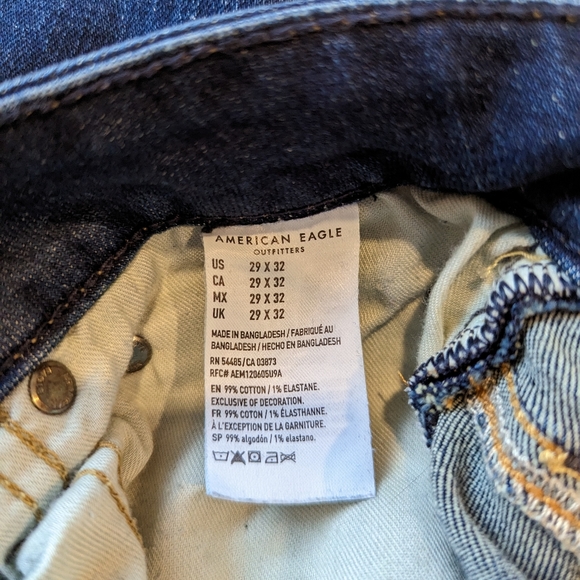 AMERICAN EAGLE
OUTFITTERS
US 29 X 32
CA 29 X 32
MX 29 X 32
UK 29 X 32
MADE IN BANGLADESH / FABRIQUÉ AU
BANGLADESH / HECHO EN BANGLADESH
RN 54485/CA 03873
RFC# AEM120605U9A
EN 99% COTTON / 1% ELASTANE.
EXCLUSIVE OF DECORATION.
FR 99% COTON / 1% ÉLASTHANNE.
À L'EXCEPTION DE LA GARNITURE.
SP 99% algodón / 1% elastano.